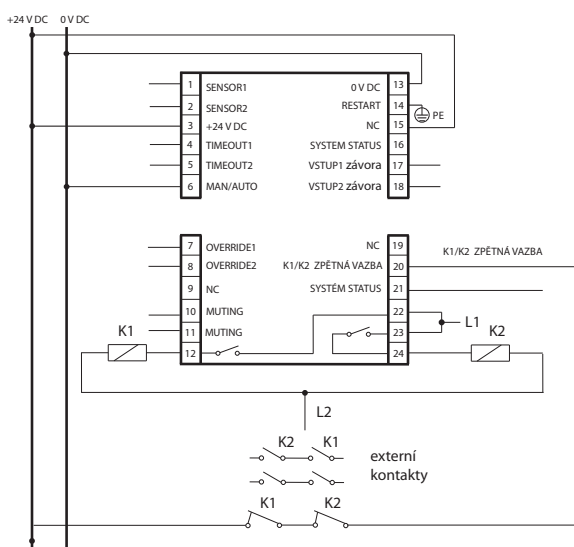 +24 V DC 0 V DC
1 SENSOR1 0 V DC 13
2 SENSOR2 RESTART 14 PE
3 +24 V DC NC 15
4 TIMEOUT1 SYSTEM STATUS 16
5 TIMEOUT2 VSTUP1 závora 17
6 MAN/AUTO VSTUP2 závora 18
7 OVERRIDE1 NC 19
8 OVERRIDE2 K1/K2 ZPĚTNÁ VAZBA 20 K1/K2 ZPĚTNÁ VAZBA
9 NC SYSTÉM STATUS 21
10 MUTING 22
11 MUTING 23 L1
K1 12 24 K2
L2
K2 K1
externí
kontakty
K1 K2